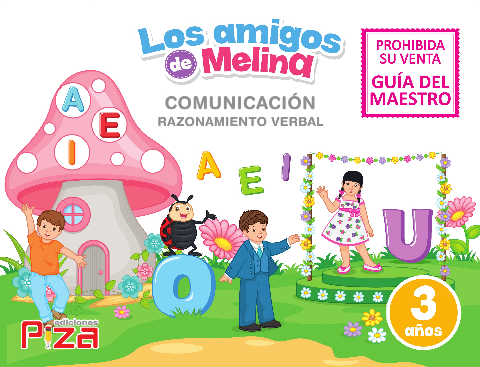 Los amigos
de Melina
PROHIBIDA
SU VENTA
GUÍA DEL
MAESTRO
COMUNICACIÓN
RAZONAMIENTO VERBAL
A
E
I
A E I
O
U
3
años
ediciones
Piza